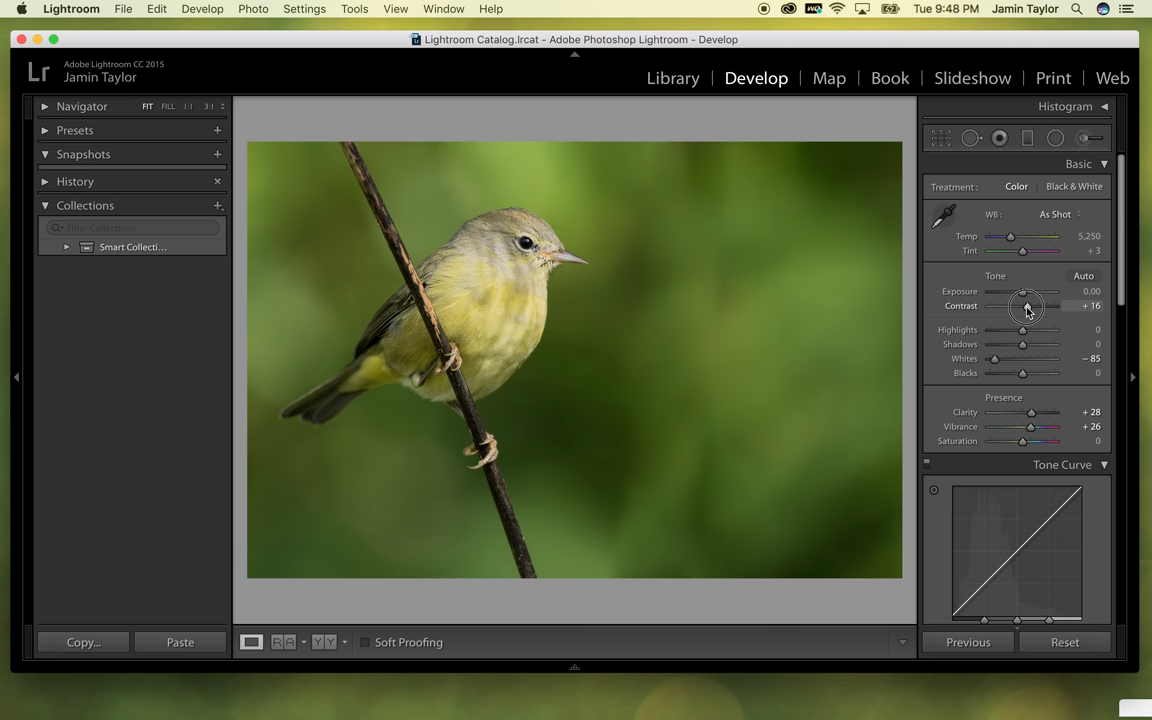 Lightroom File Edit Develop Photo Settings Tools View Window Help Tue 9:48 PM Jamin Taylor
Lightroom Catalog.lrcat - Adobe Photoshop Lightroom - Develop
Lr Adobe Lightroom CC 2015
Jamin Taylor
Library | Develop | Map | Book | Slideshow | Print | Web
Navigator FIT FILL 1:1 3:1
Presets +
Snapshots +
History ×
Collections +
Filter Collections
Smart Collecti...
Copy... Paste
R A Y Y Soft Proofing
Histogram
Basic
Treatment : Color | Black & White
WB : As Shot
Temp 5,250
Tint + 3
Tone Auto
Exposure 0.00
Contrast + 16
Highlights 0
Shadows 0
Whites – 85
Blacks 0
Presence
Clarity + 28
Vibrance + 26
Saturation 0
Tone Curve
Previous Reset